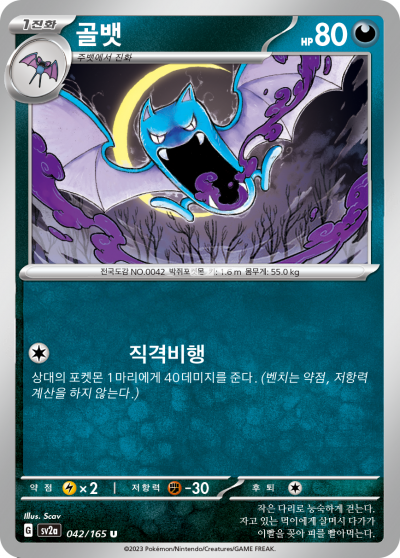 1진화
골뱃
HP 80
주뱃에서 진화
전국도감 NO.0042 박쥐포켓몬 키: 1.6 m 몸무게: 55.0 kg
직격비행
상대의 포켓몬 1마리에게 40데미지를 준다. (벤치는 약점, 저항력
계산을 하지 않는다.)
약점 ×2 저항력 -30 후퇴
Illus. Scav
G sv2a 042/165 U
작은 다리로 능숙하게 걷는다.
자고 있는 먹이에게 살며시 다가가
이빨을 꽂아 피를 빨아먹는다.
©2023 Pokémon/Nintendo/Creatures/GAME FREAK.